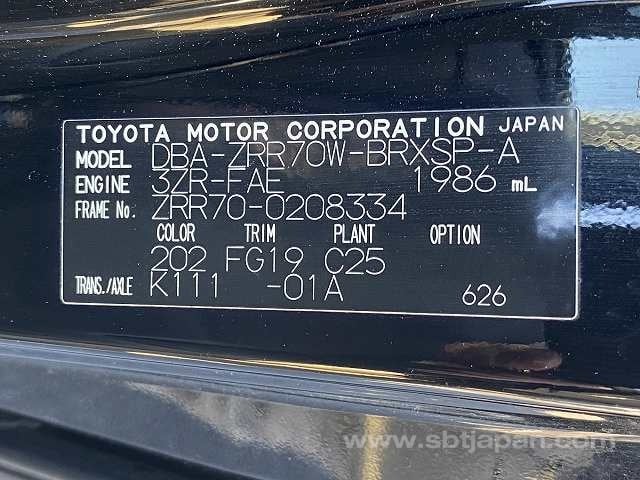 TOYOTA MOTOR CORPORATION JAPAN
MODEL DBA-ZRR70W-BRXSP-A
ENGINE 3ZR-FAE 1986 mL
FRAME No. ZRR70-0208334
COLOR TRIM PLANT OPTION
202 FG19 C25
TRANS./AXLE K111 -01A 626
www.sbtjapan.com